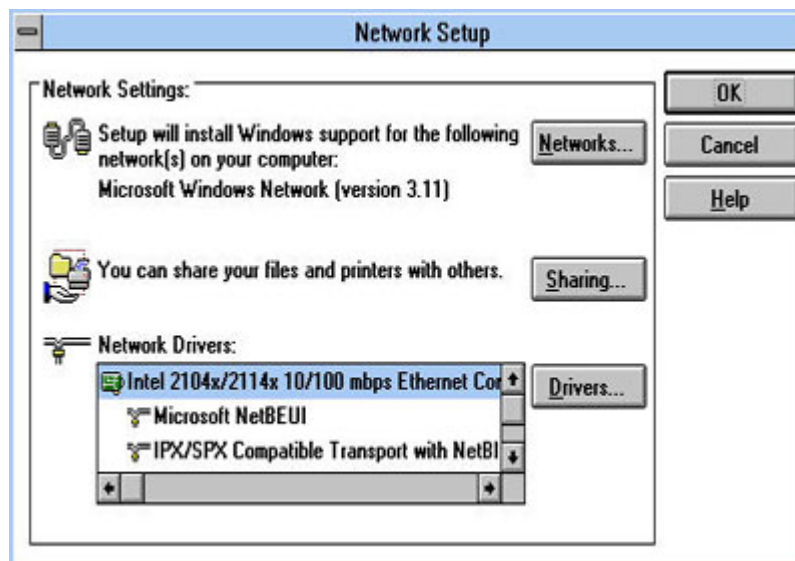 Network Setup
Network Settings:
Setup will install Windows support for the following
network(s) on your computer:
Microsoft Windows Network (version 3.11)
Networks...
You can share your files and printers with others.
Sharing...
Network Drivers:
Intel 2104x/2114x 10/100 mbps Ethernet Cor
Microsoft NetBEUI
IPX/SPX Compatible Transport with NetBI
Drivers...
OK
Cancel
Help